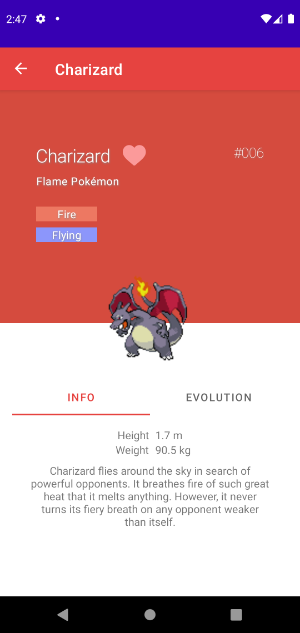 2:47
Charizard
Charizard #006
Flame Pokémon
Fire
Flying
INFO EVOLUTION
Height 1.7 m
Weight 90.5 kg
Charizard flies around the sky in search of
powerful opponents. It breathes fire of such great
heat that it melts anything. However, it never
turns its fiery breath on any opponent weaker
than itself.